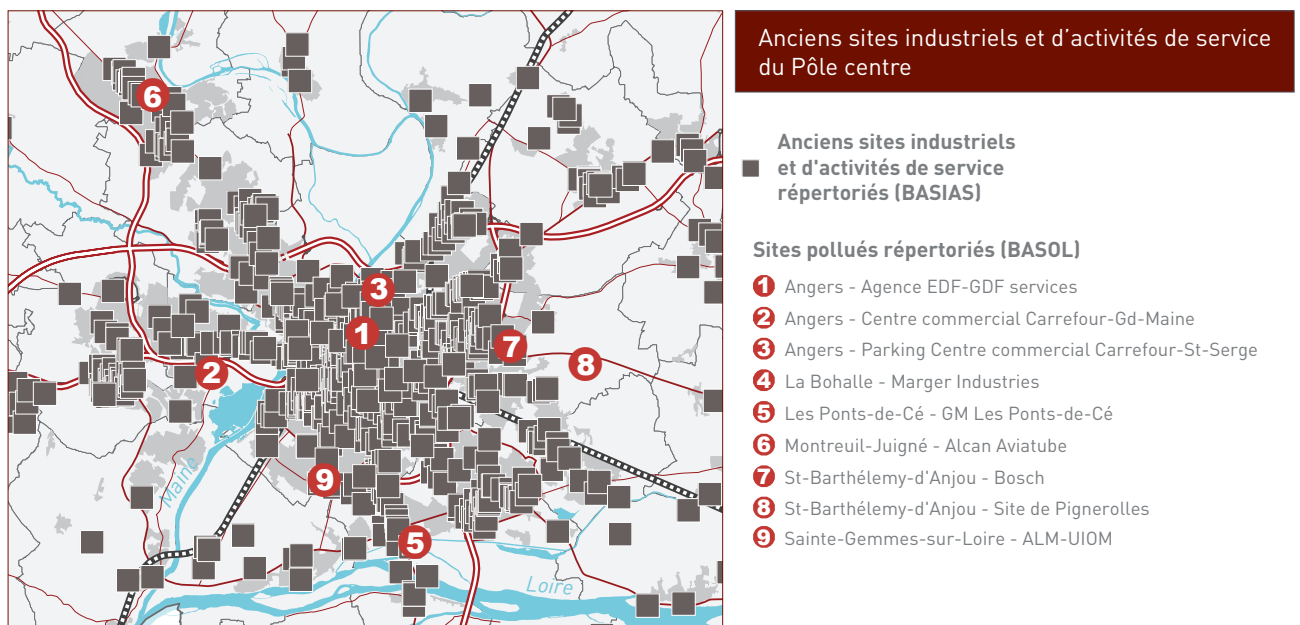 Anciens sites industriels et d'activités de service
du Pôle centre
Anciens sites industriels
et d'activités de service
répertoriés (BASIAS)
Sites pollués répertoriés (BASOL)
1 Angers - Agence EDF-GDF services
2 Angers - Centre commercial Carrefour-Gd-Maine
3 Angers - Parking Centre commercial Carrefour-St-Serge
4 La Bohalle - Marger Industries
5 Les Ponts-de-Cé - GM Les Ponts-de-Cé
6 Montreuil-Juigné - Alcan Aviatube
7 St-Barthélemy-d'Anjou - Bosch
8 St-Barthélemy-d'Anjou - Site de Pignerolles
9 Sainte-Gemmes-sur-Loire - ALM-UIOM
6
3
1
7
8
2
9
5
Maine
Loire